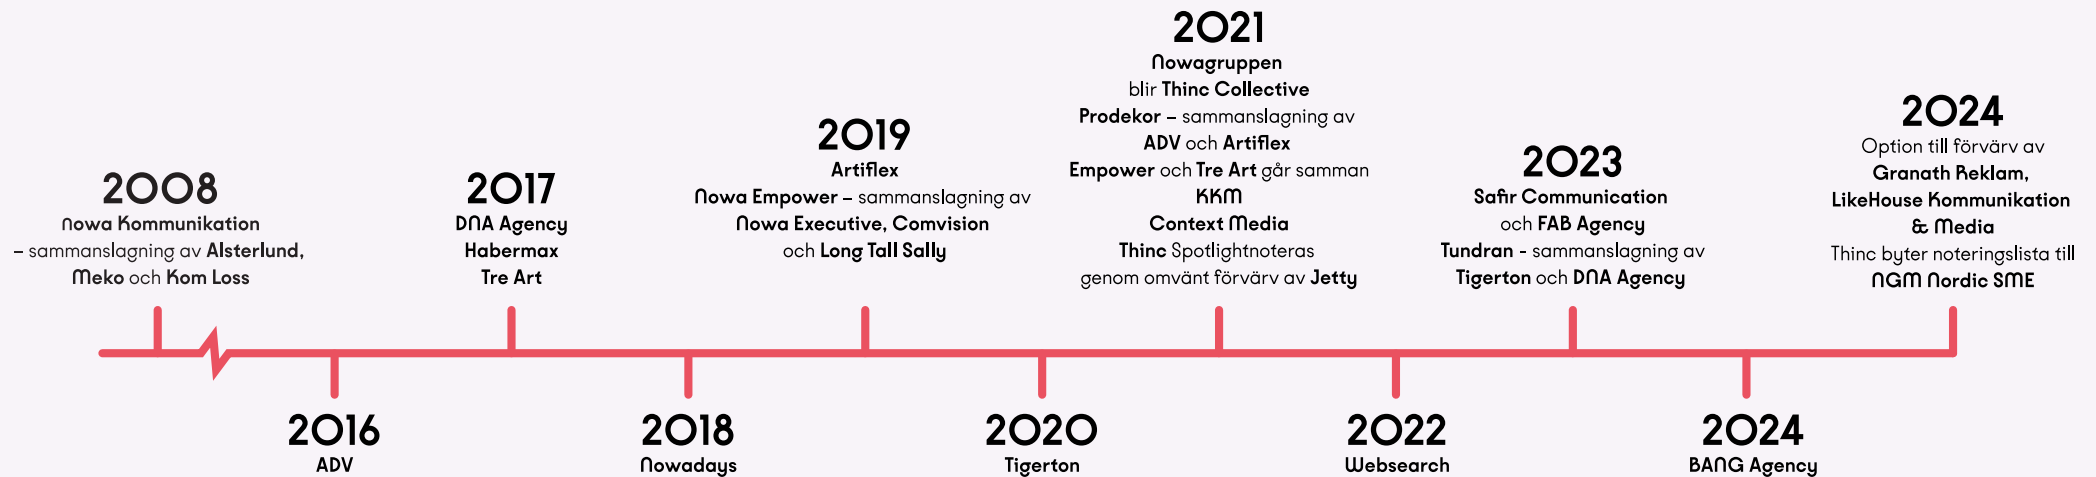 2008
Nowa Kommunikation
– sammanslagning av Alsterlund,
Meko och Kom Loss
2016
ADV
2017
DNA Agency
Habermax
Tre Art
2018
Nowadays
2019
Artiflex
Nowa Empower – sammanslagning av
Nowa Executive, Comvision
och Long Tall Sally
2020
Tigerton
2021
Nowagruppen
blir Thinc Collective
Prodekor – sammanslagning av
ADV och Artiflex
Empower och Tre Art går samman
KKM
Context Media
Thinc Spotlightnoteras
genom omvänt förvärv av Jetty
2022
Websearch
2023
Safir Communication
och FAB Agency
Tundran - sammanslagning av
Tigerton och DNA Agency
2024
BANG Agency
2024
Option till förvärv av
Granath Reklam,
LikeHouse Kommunikation
& Media
Thinc byter noteringslista till
NGM Nordic SME